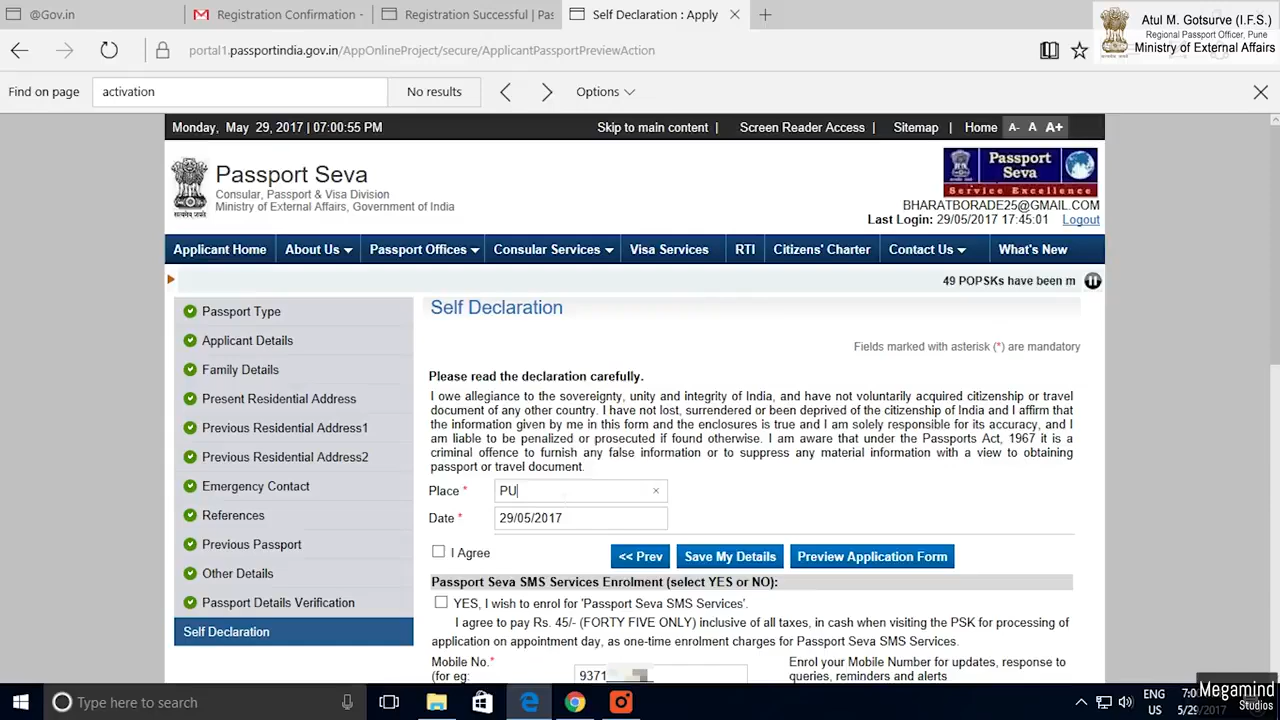 @Gov.in
Registration Confirmation -
Registration Successful | Pas
Self Declaration : Apply
Atul M. Gotsurve (I.F.S.)
Regional Passport Officer, Pune
Ministry of External Affairs
portal1.passportindia.gov.in/AppOnlineProject/secure/ApplicantPassportPreviewAction
Find on page activation No results Options
Monday, May 29, 2017 | 07:00:55 PM Skip to main content | Screen Reader Access | Sitemap | Home A- A A+
Passport Seva
Consular, Passport & Visa Division
Ministry of External Affairs, Government of India
Passport
Seva
Service Excellence
BHARATBORADE25@GMAIL.COM
Last Login: 29/05/2017 17:45:01 Logout
Applicant Home About Us Passport Offices Consular Services Visa Services RTI Citizens' Charter Contact Us What's New
49 POPSKs have been m
Passport Type
Applicant Details
Family Details
Present Residential Address
Previous Residential Address1
Previous Residential Address2
Emergency Contact
References
Previous Passport
Other Details
Passport Details Verification
Self Declaration
Self Declaration
Fields marked with asterisk (*) are mandatory
Please read the declaration carefully.
I owe allegiance to the sovereignty, unity and integrity of India, and have not voluntarily acquired citizenship or travel
document of any other country. I have not lost, surrendered or been deprived of the citizenship of India and I affirm that
the information given by me in this form and the enclosures is true and I am solely responsible for its accuracy, and I
am liable to be penalized or prosecuted if found otherwise. I am aware that under the Passports Act, 1967 it is a
criminal offence to furnish any false information or to suppress any material information with a view to obtaining
passport or travel document.
Place * PU
Date * 29/05/2017
I Agree << Prev Save My Details Preview Application Form
Passport Seva SMS Services Enrolment (select YES or NO):
YES, I wish to enrol for 'Passport Seva SMS Services'.
I agree to pay Rs. 45/- (FORTY FIVE ONLY) inclusive of all taxes, in cash when visiting the PSK for processing of
application on appointment day, as one-time enrolment charges for Passport Seva SMS Services.
Mobile No.*
(for eg: 9371
Enrol your Mobile Number for updates, response to
queries, reminders and alerts
Type here to search
ENG
US
5/29/2017
Megamind
Studios